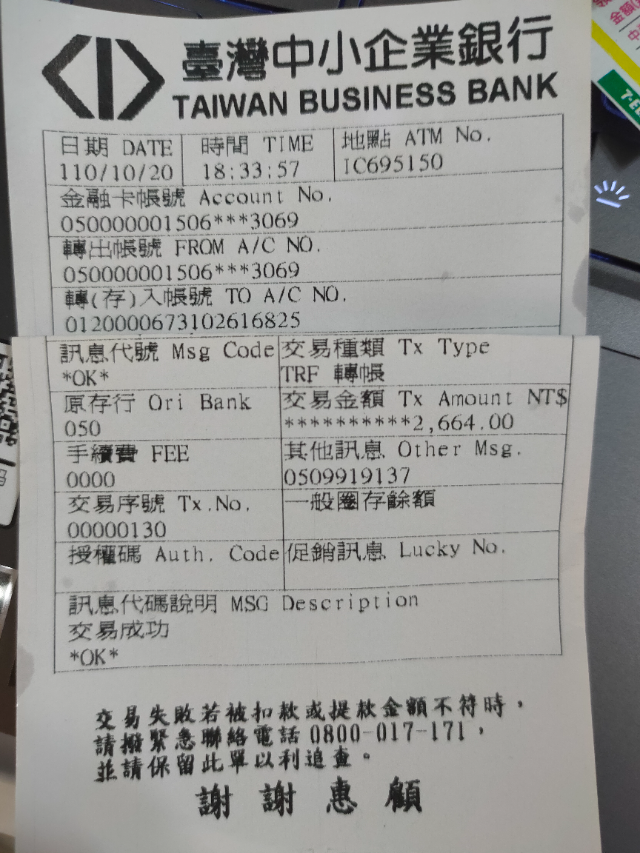 臺灣中小企業銀行
TAIWAN BUSINESS BANK
日期 DATE 時間 TIME 地點 ATM No.
110/10/20 18:33:57 IC695150
金融卡帳號 Account No.
050000001506***3069
轉出帳號 FROM A/C NO.
050000001506***3069
轉(存)入帳號 TO A/C NO.
0120000673102616825
訊息代號 Msg Code 交易種類 Tx Type
*OK* TRF 轉帳
原存行 Ori Bank 交易金額 Tx Amount NT$
050 **********2,664.00
手續費 FEE 其他訊息 Other Msg.
0000 0509919137
交易序號 Tx.No. 一般圈存餘額
00000130
授權碼 Auth. Code 促銷訊息 Lucky No.
訊息代碼說明 MSG Description
交易成功
*OK*
交易失敗若被扣款或提款金額不符時，
請撥緊急聯絡電話 0800-017-171，
並請保留此單以利追查。
謝謝惠顧